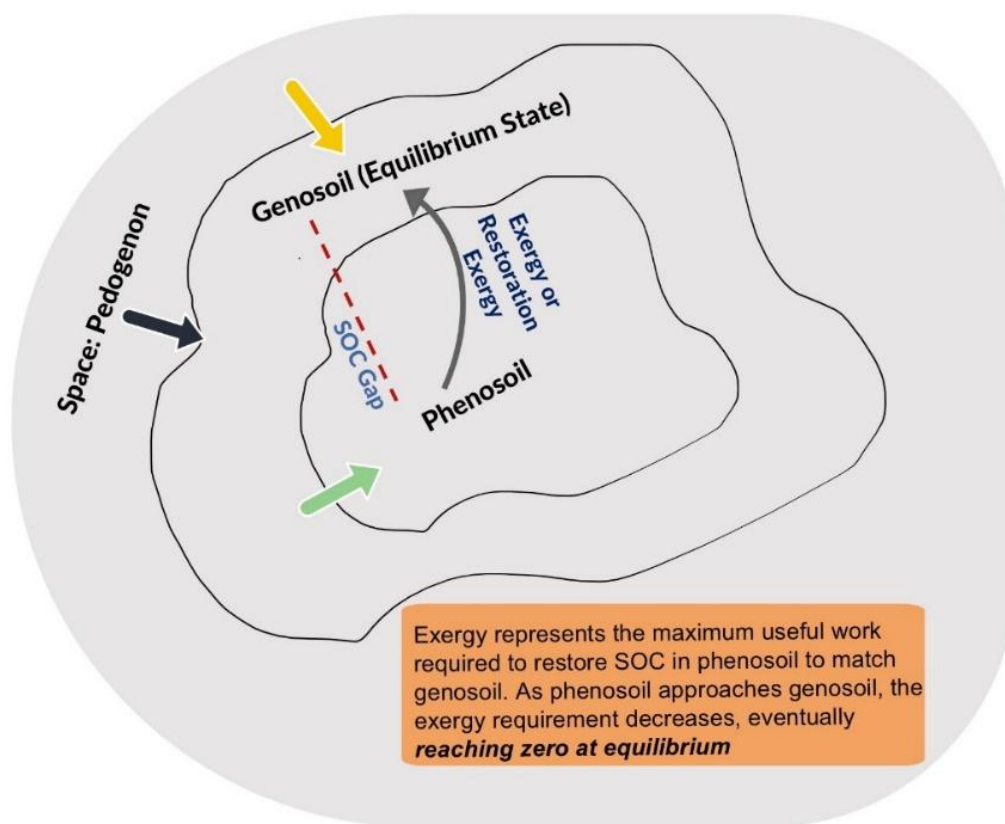 Genosoil (Equilibrium State)
Space: Pedogenon
Exergy or
Restoration
Exergy
SOC Gap
Phenosoil
Exergy represents the maximum useful work
required to restore SOC in phenosoil to match
genosoil. As phenosoil approaches genosoil, the
exergy requirement decreases, eventually
reaching zero at equilibrium